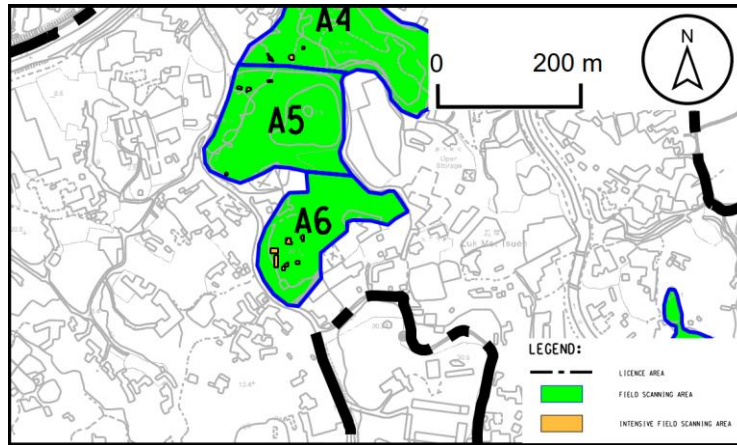 A4
N
0 200 m
A5
A6
LEGEND:
LICENCE AREA
FIELD SCANNING AREA
INTENSIVE FIELD SCANNING AREA